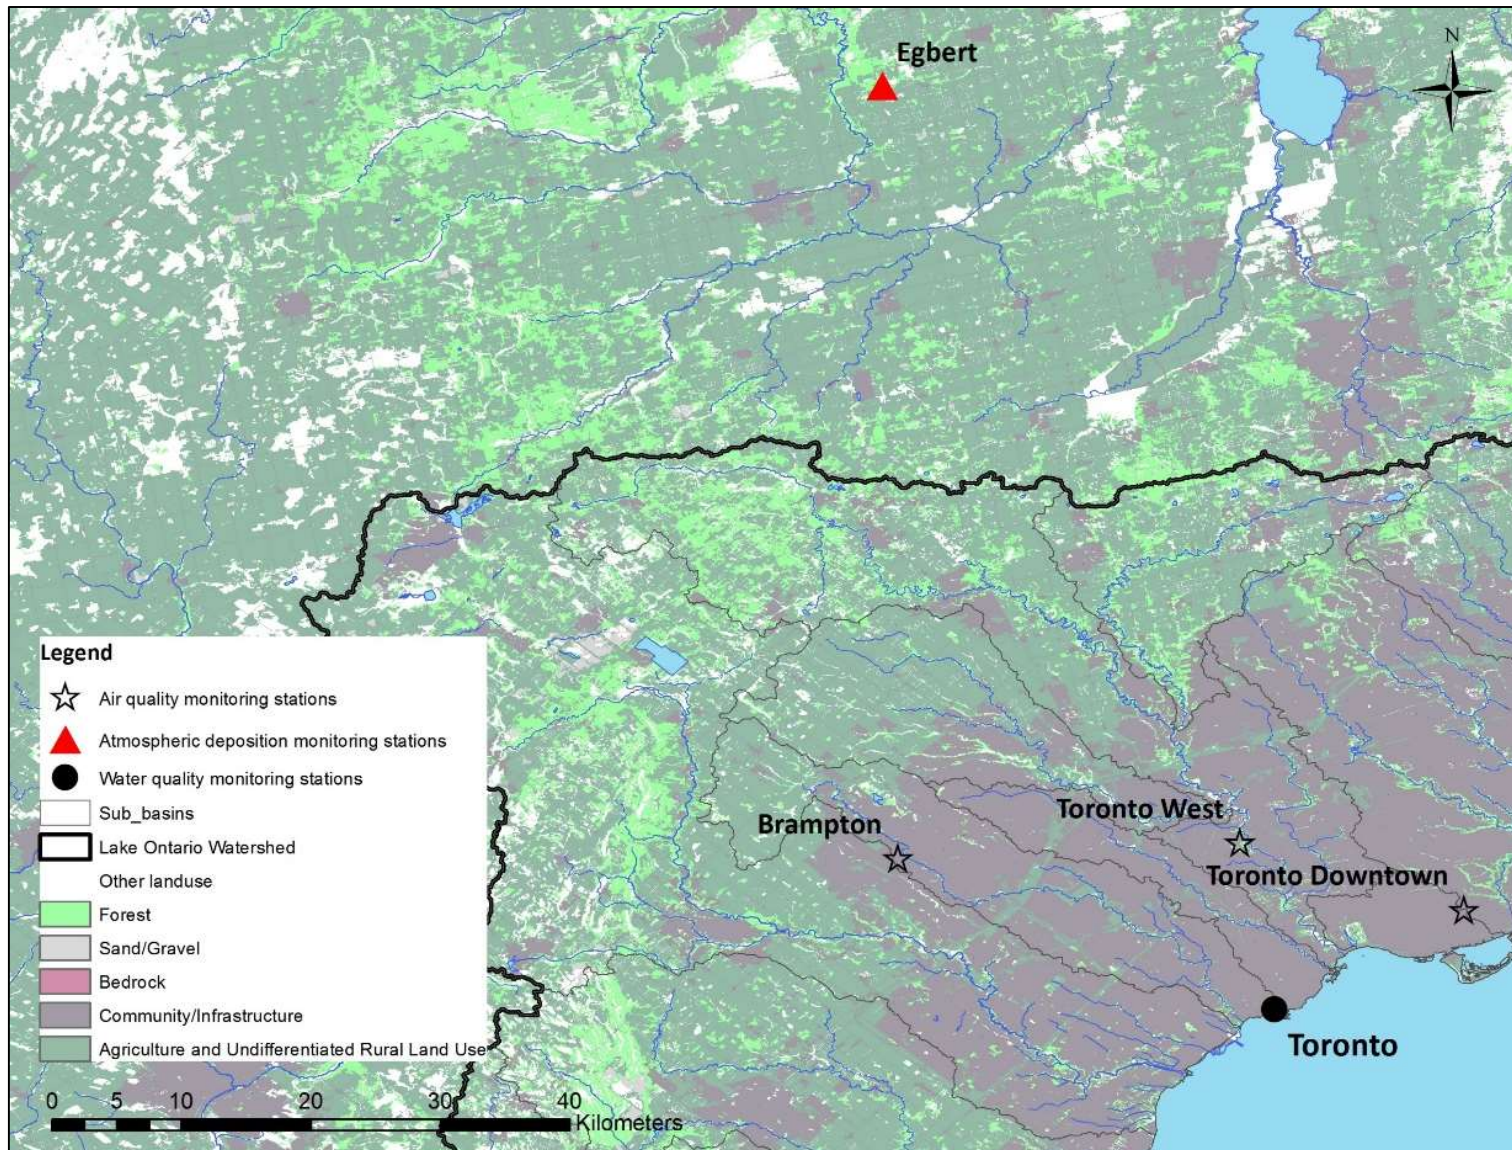 Egbert
N
Brampton
Toronto West
Toronto Downtown
Toronto
Legend
Air quality monitoring stations
Atmospheric deposition monitoring stations
Water quality monitoring stations
Sub_basins
Lake Ontario Watershed
Other landuse
Forest
Sand/Gravel
Bedrock
Community/Infrastructure
Agriculture and Undifferentiated Rural Land Use
0 5 10 20 30 40
Kilometers